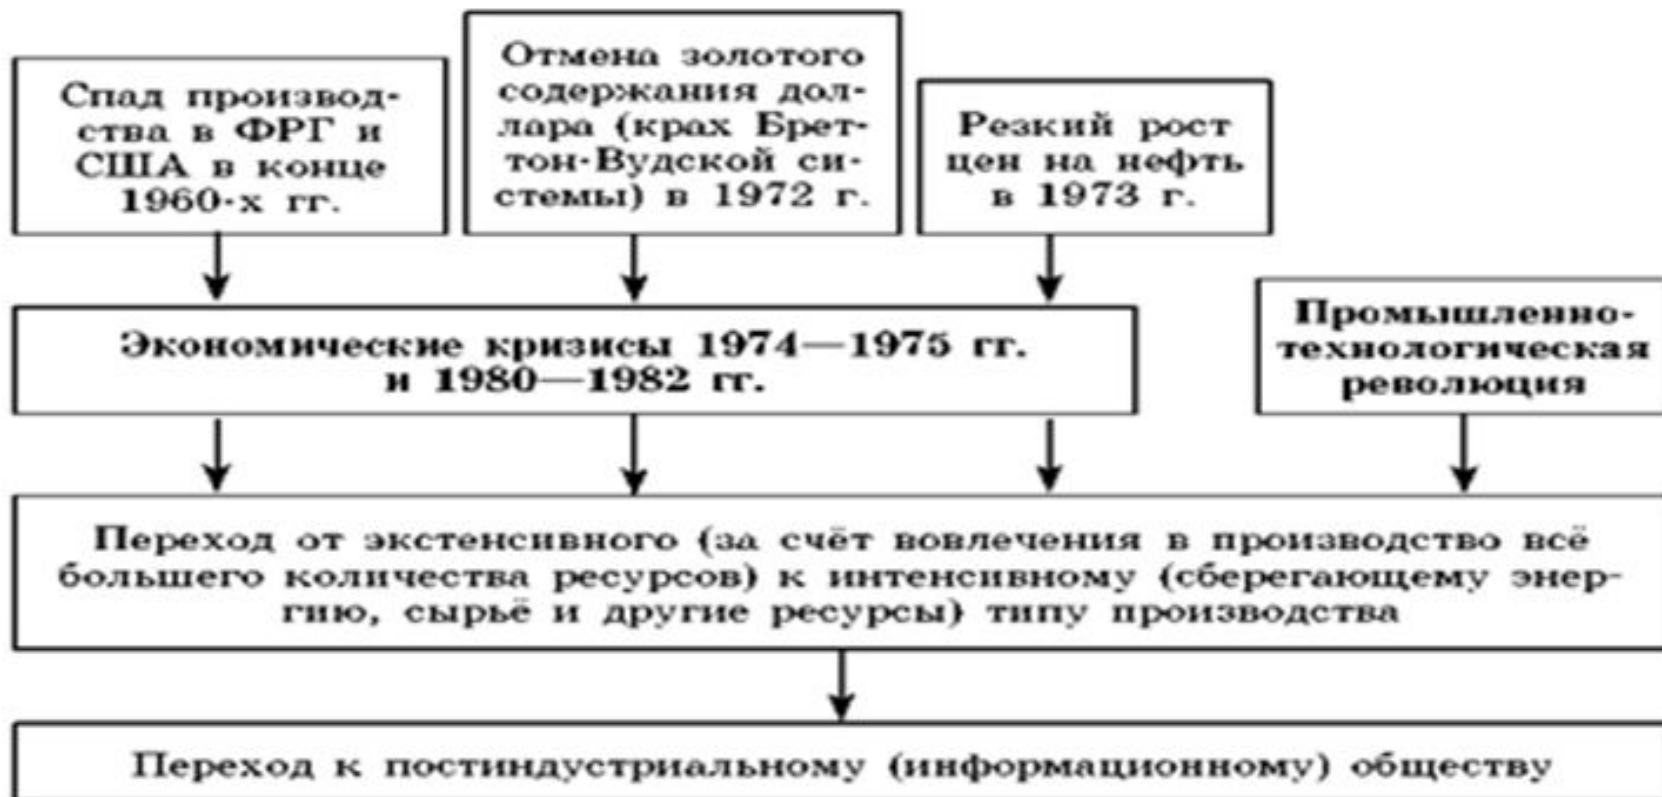 Спад производ-
ства в ФРГ и
США в конце
1960-х гг.
Отмена золотого
содержания дол-
лара (крах Брет-
тон-Вудской си-
стемы) в 1972 г.
Резкий рост
цен на нефть
в 1973 г.
Экономические кризисы 1974—1975 гг.
и 1980—1982 гг.
Промышленно-
технологическая
революция
Переход от экстенсивного (за счёт вовлечения в производство всё
большего количества ресурсов) к интенсивному (сберегающему энер-
гию, сырьё и другие ресурсы) типу производства
Переход к постиндустриальному (информационному) обществу